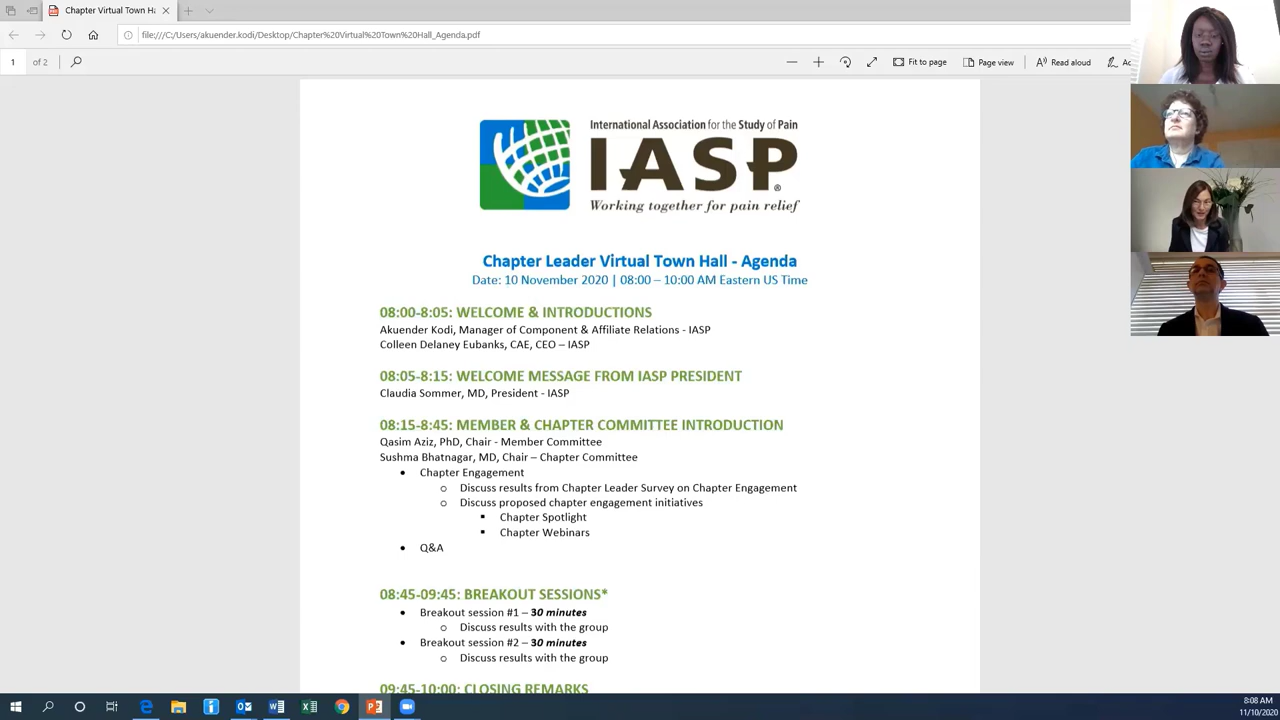 Chapter Virtual Town Ha
file:///C:/Users/akuender.kodi/Desktop/Chapter%20Virtual%20Town%20Hall_Agenda.pdf
1 of 2 Fit to page Page view Read aloud
International Association for the Study of Pain
IASP®
Working together for pain relief
Chapter Leader Virtual Town Hall - Agenda
Date: 10 November 2020 | 08:00 – 10:00 AM Eastern US Time
08:00-8:05: WELCOME & INTRODUCTIONS
Akuender Kodi, Manager of Component & Affiliate Relations - IASP
Colleen Delaney Eubanks, CAE, CEO – IASP
08:05-8:15: WELCOME MESSAGE FROM IASP PRESIDENT
Claudia Sommer, MD, President - IASP
08:15-8:45: MEMBER & CHAPTER COMMITTEE INTRODUCTION
Qasim Aziz, PhD, Chair - Member Committee
Sushma Bhatnagar, MD, Chair – Chapter Committee
• Chapter Engagement
o Discuss results from Chapter Leader Survey on Chapter Engagement
o Discuss proposed chapter engagement initiatives
▪ Chapter Spotlight
▪ Chapter Webinars
• Q&A
08:45-09:45: BREAKOUT SESSIONS*
• Breakout session #1 – 30 minutes
o Discuss results with the group
• Breakout session #2 – 30 minutes
o Discuss results with the group
09:45-10:00: CLOSING REMARKS
8:08 AM
11/10/2020